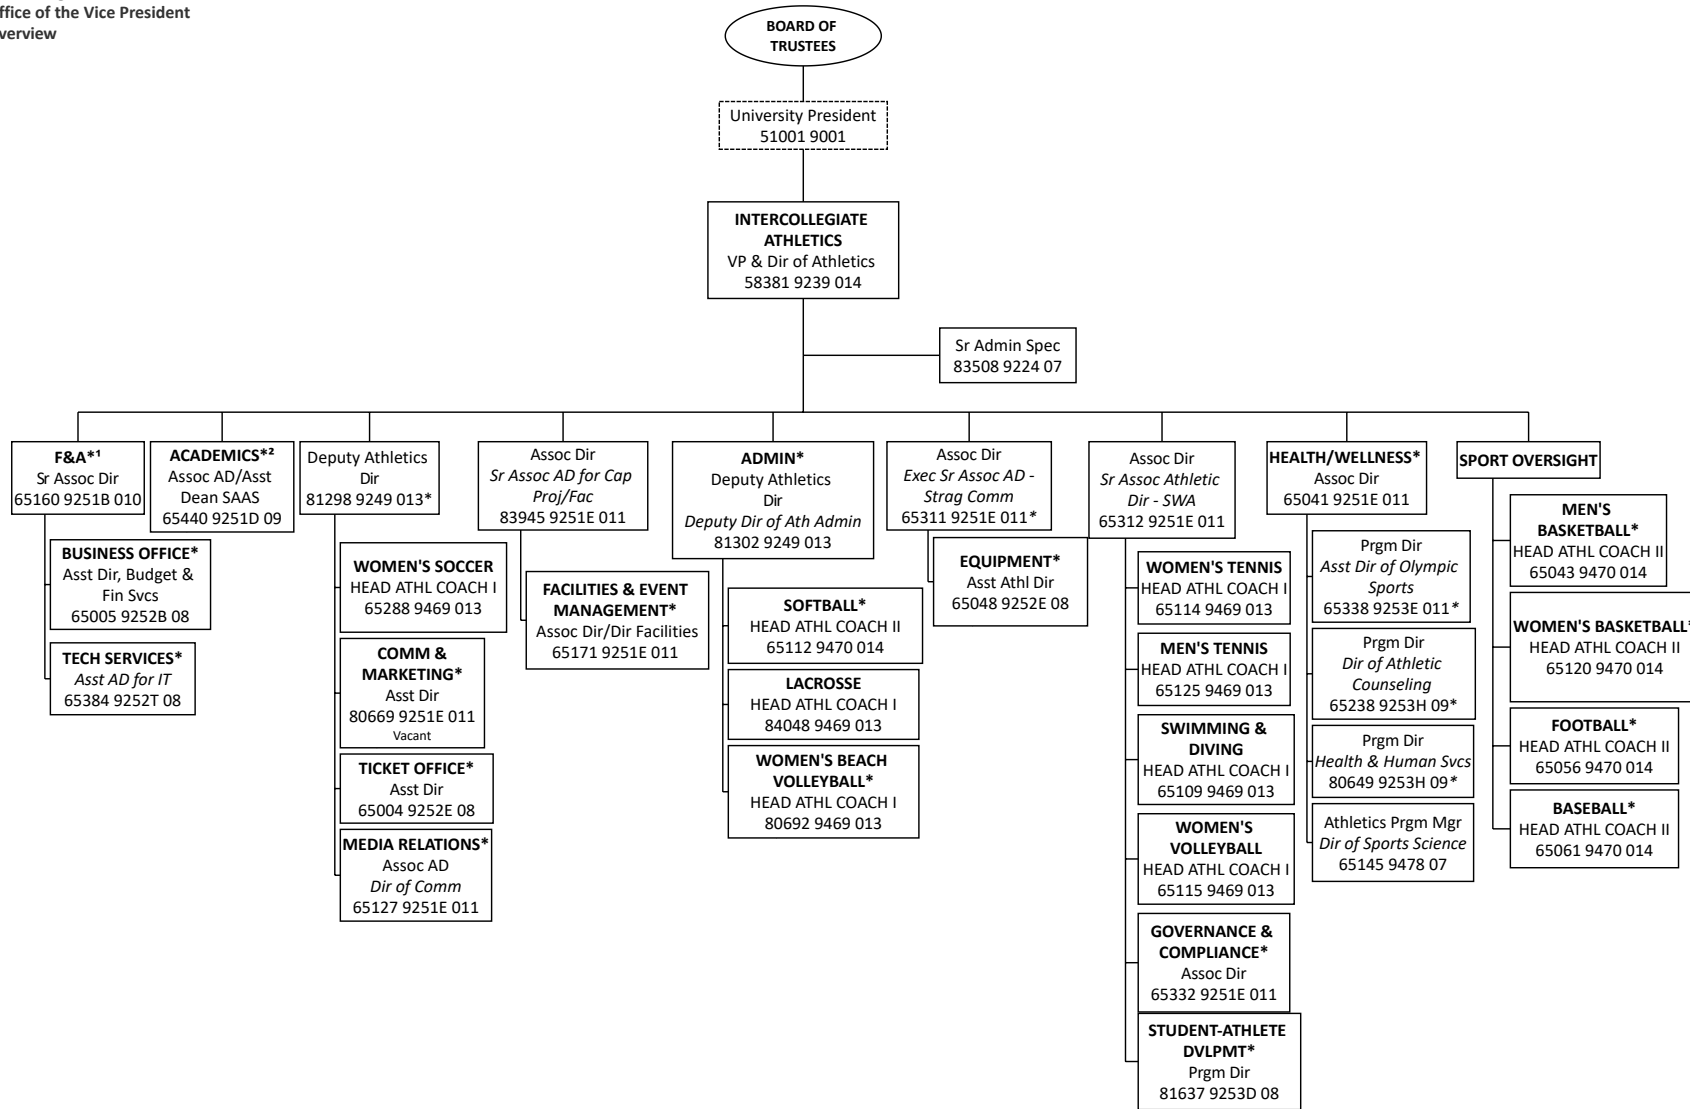 ffice of the Vice President
verview
BOARD OF
TRUSTEES
University President
51001 9001
INTERCOLLEGIATE
ATHLETICS
VP & Dir of Athletics
58381 9239 014
Sr Admin Spec
83508 9224 07
F&A*¹
Sr Assoc Dir
65160 9251B 010
BUSINESS OFFICE*
Asst Dir, Budget &
Fin Svcs
65005 9252B 08
TECH SERVICES*
Asst AD for IT
65384 9252T 08
ACADEMICS*²
Assoc AD/Asst
Dean SAAS
65440 9251D 09
Deputy Athletics
Dir
81298 9249 013*
WOMEN'S SOCCER
HEAD ATHL COACH I
65288 9469 013
COMM &
MARKETING*
Asst Dir
80669 9251E 011
Vacant
TICKET OFFICE*
Asst Dir
65004 9252E 08
MEDIA RELATIONS*
Assoc AD
Dir of Comm
65127 9251E 011
Assoc Dir
Sr Assoc AD for Cap
Proj/Fac
83945 9251E 011
FACILITIES & EVENT
MANAGEMENT*
Assoc Dir/Dir Facilities
65171 9251E 011
ADMIN*
Deputy Athletics
Dir
Deputy Dir of Ath Admin
81302 9249 013
SOFTBALL*
HEAD ATHL COACH II
65112 9470 014
LACROSSE
HEAD ATHL COACH I
84048 9469 013
WOMEN'S BEACH
VOLLEYBALL*
HEAD ATHL COACH I
80692 9469 013
Assoc Dir
Exec Sr Assoc AD -
Strag Comm
65311 9251E 011*
EQUIPMENT*
Asst Athl Dir
65048 9252E 08
Assoc Dir
Sr Assoc Athletic
Dir - SWA
65312 9251E 011
WOMEN'S TENNIS
HEAD ATHL COACH I
65114 9469 013
MEN'S TENNIS
HEAD ATHL COACH I
65125 9469 013
SWIMMING &
DIVING
HEAD ATHL COACH I
65109 9469 013
WOMEN'S
VOLLEYBALL
HEAD ATHL COACH I
65115 9469 013
GOVERNANCE &
COMPLIANCE*
Assoc Dir
65332 9251E 011
STUDENT-ATHLETE
DVLPMT*
Prgm Dir
81637 9253D 08
HEALTH/WELLNESS*
Assoc Dir
65041 9251E 011
Prgm Dir
Asst Dir of Olympic
Sports
65338 9253E 011*
Prgm Dir
Dir of Athletic
Counseling
65238 9253H 09*
Prgm Dir
Health & Human Svcs
80649 9253H 09*
Athletics Prgm Mgr
Dir of Sports Science
65145 9478 07
SPORT OVERSIGHT
MEN'S
BASKETBALL*
HEAD ATHL COACH II
65043 9470 014
WOMEN'S BASKETBALL*
HEAD ATHL COACH II
65120 9470 014
FOOTBALL*
HEAD ATHL COACH II
65056 9470 014
BASEBALL*
HEAD ATHL COACH II
65061 9470 014